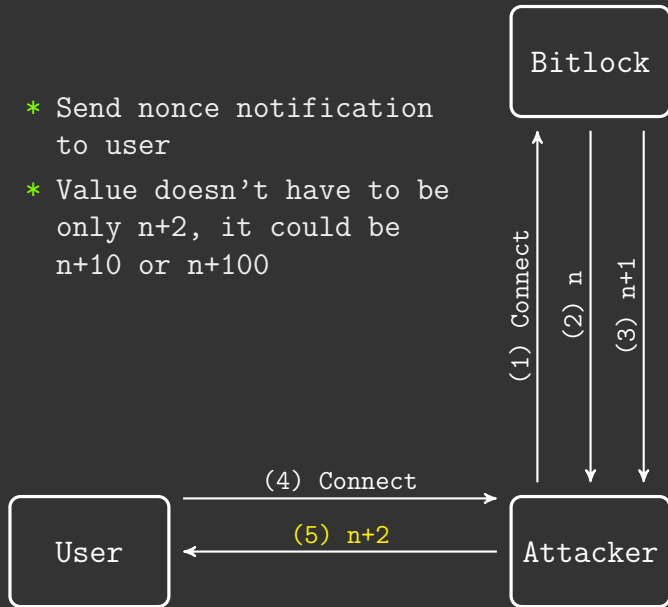 Bitlock
* Send nonce notification
to user
* Value doesn't have to be
only n+2, it could be
n+10 or n+100
(1) Connect
(2) n
(3) n+1
(4) Connect
(5) n+2
User
Attacker